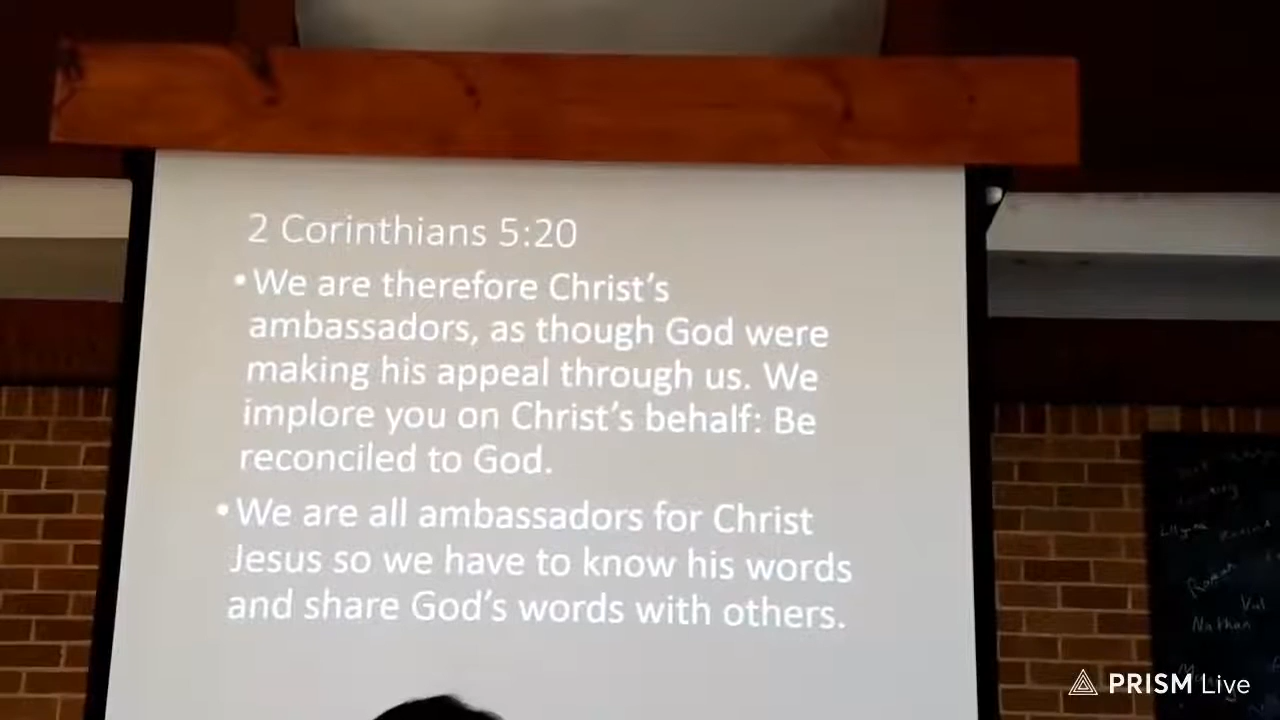 2 Corinthians 5:20
•We are therefore Christ's
ambassadors, as though God were
making his appeal through us. We
implore you on Christ's behalf: Be
reconciled to God.
•We are all ambassadors for Christ
Jesus so we have to know his words
and share God's words with others.
Nathan
PRISM Live